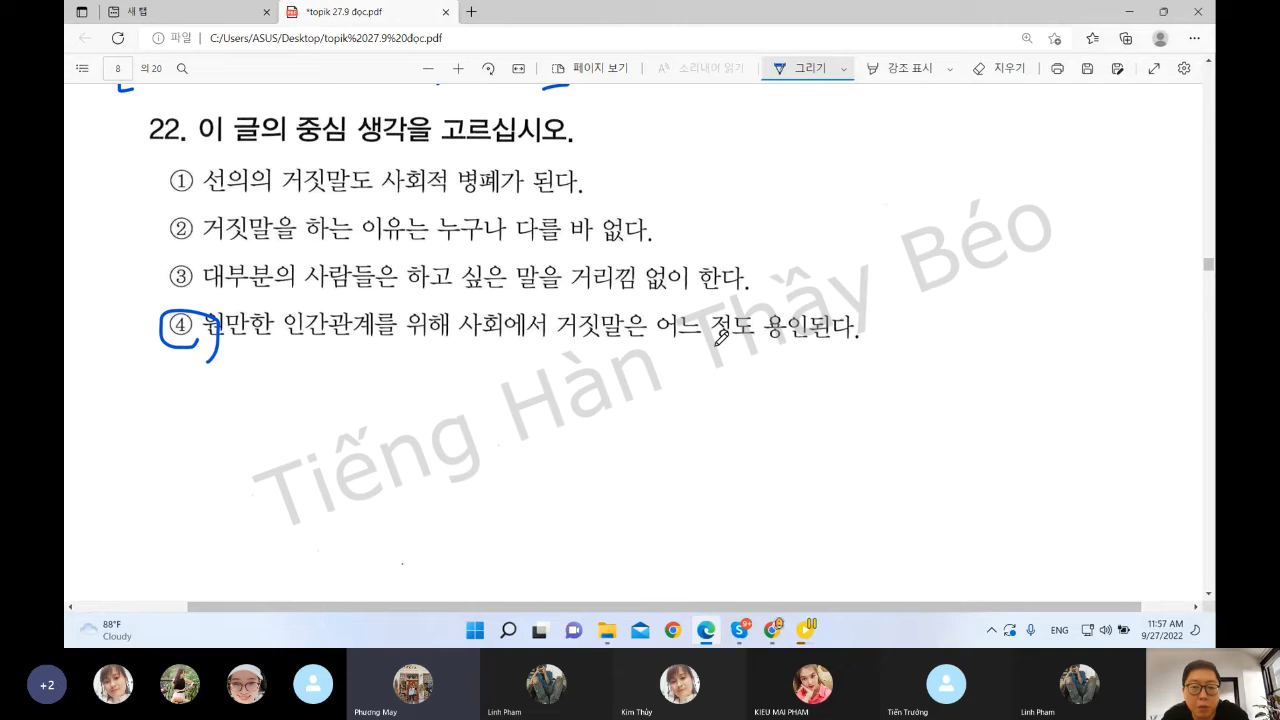 새 탭
*topik 27.9 đọc.pdf
파일
C:/Users/ASUS/Desktop/topik%2027.9%20đọc.pdf
8 의 20
페이지 보기
소리내어 읽기
그리기
강조 표시
지우기
22. 이 글의 중심 생각을 고르십시오.
① 선의의 거짓말도 사회적 병폐가 된다.
② 거짓말을 하는 이유는 누구나 다를 바 없다.
③ 대부분의 사람들은 하고 싶은 말을 거리낌 없이 한다.
④ 원만한 인간관계를 위해 사회에서 거짓말은 어느 정도 용인된다.
Tiếng Hàn Thầy Béo
88°F
Cloudy
9+
ENG
11:57 AM
9/27/2022
+2
Phương May
Linh Phạm
Kim Thủy
KIEU MAI PHAM
Tiến Trưởng
Linh Phạm